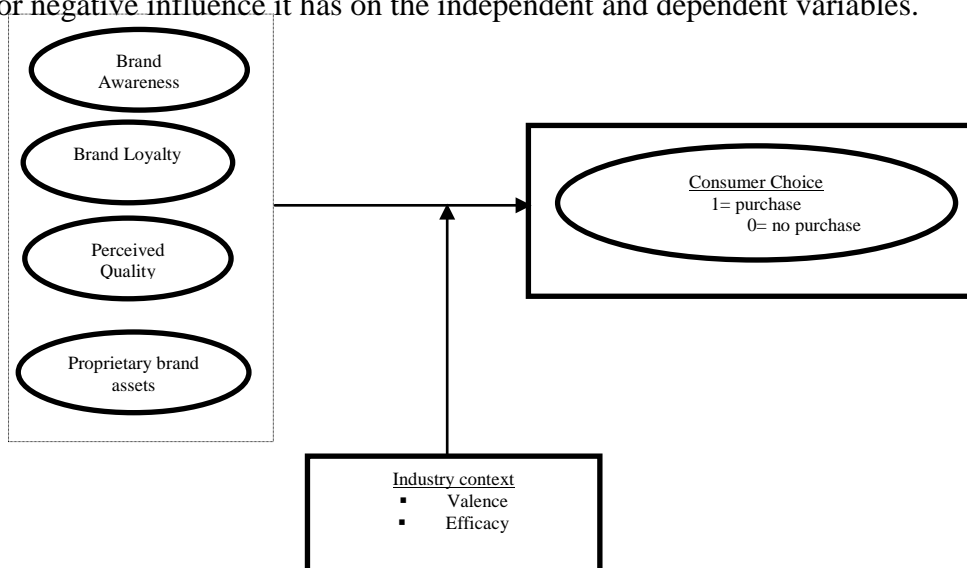 or negative influence it has on the independent and dependent variables.
Brand
Awareness
Brand Loyalty
Perceived
Quality
Proprietary brand
assets
Consumer Choice
1= purchase
0= no purchase
Industry context
▪ Valence
▪ Efficacy